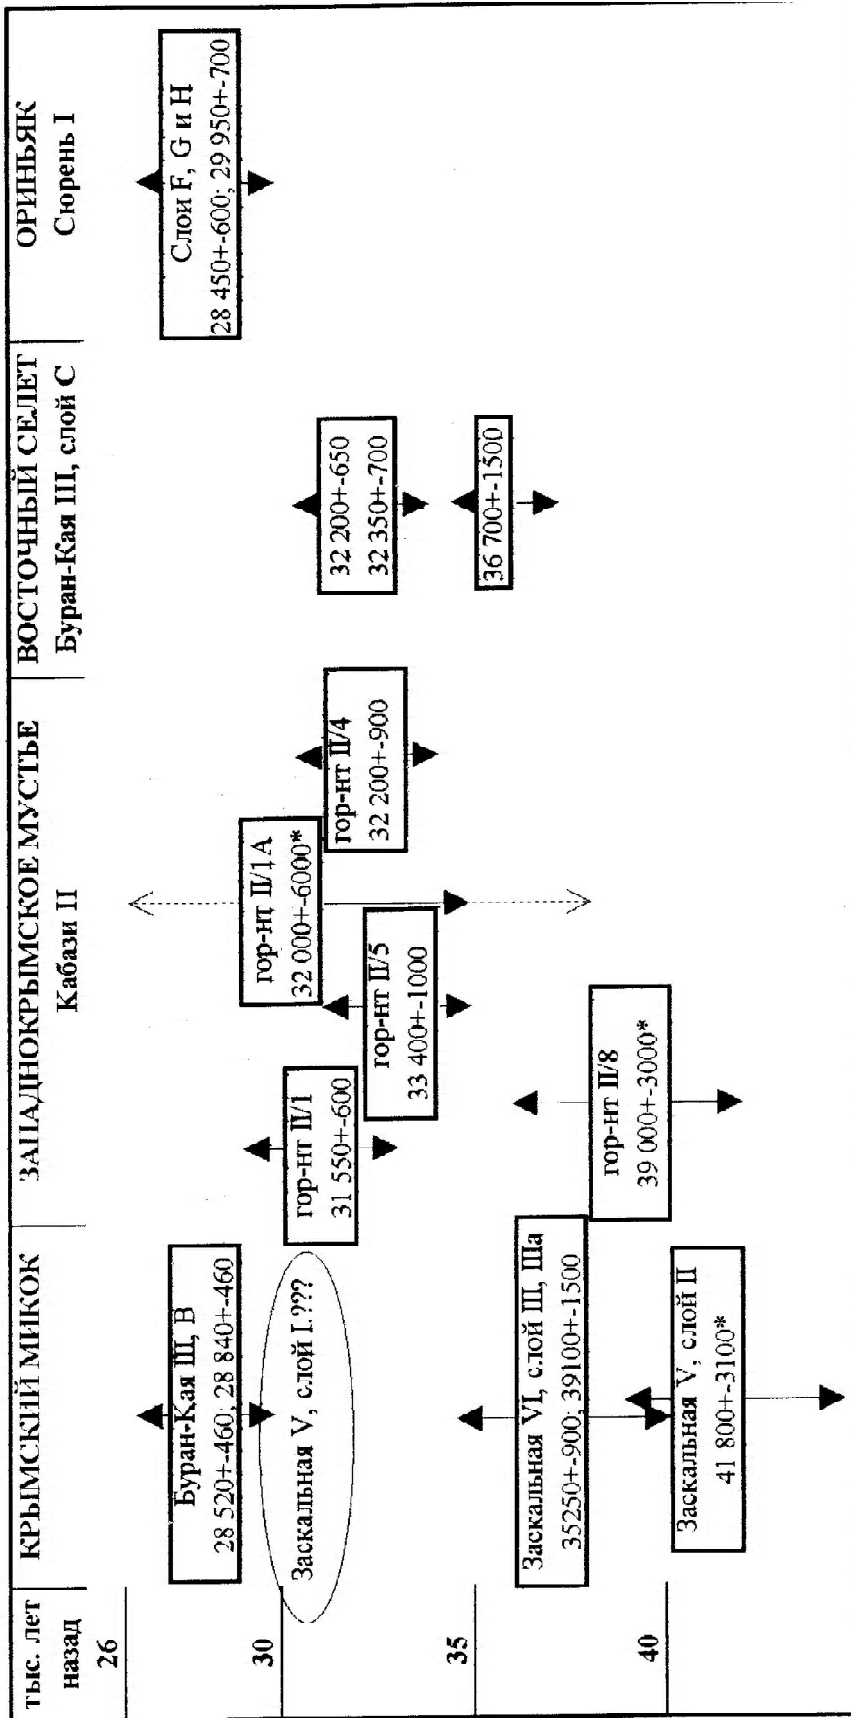 тыс. лет
назад
26
30
35
40
КРЫМСКИЙ МИКОК
Буран-Кая III, B
28 520+-460; 28 840+-460
Заскальная V, слой I.???
Заскальная VI, слой III, IIIa
35250+-900; 39100+-1500
Заскальная V, слой II
41 800+-3100*
ЗАПАДНОКРЫМСКОЕ МУСТЬЕ
Кабази II
гор-нт II/1
31 550+-600
гор-нт II/1A
32 000+-6000*
гор-нт II/5
33 400+-1000
гор-нт II/4
32 200+-900
гор-нт II/8
39 000+-3000*
ВОСТОЧНЫЙ СЕЛЕТ
Буран-Кая III, слой C
32 200+-650
32 350+-700
36 700+-1500
ОРИНЬЯК
Сюрень I
Слои F, G и H
28 450+-600; 29 950+-700